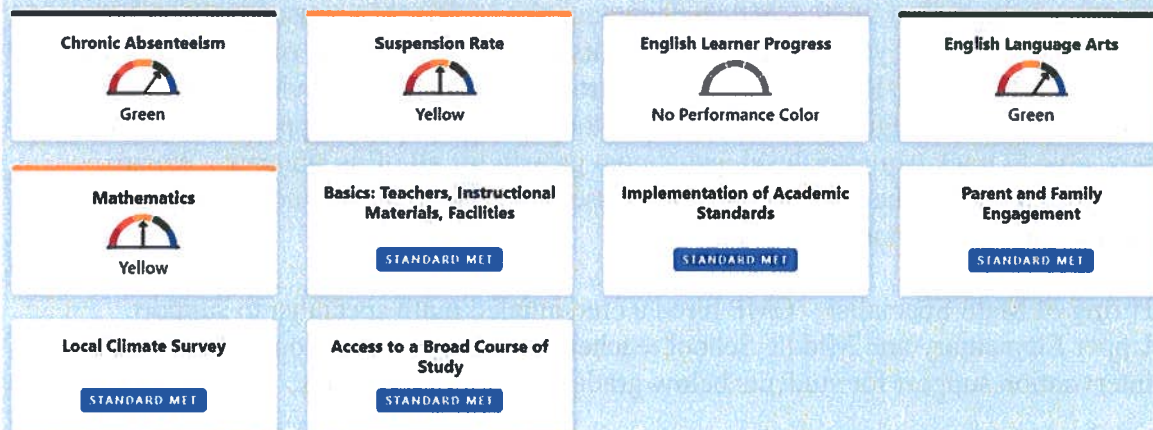 Chronic Absenteeism
Green
Suspension Rate
Yellow
English Learner Progress
No Performance Color
English Language Arts
Green
Mathematics
Yellow
Basics: Teachers, Instructional
Materials, Facilities
STANDARD MET
Implementation of Academic
Standards
STANDARD MET
Parent and Family
Engagement
STANDARD MET
Local Climate Survey
STANDARD MET
Access to a Broad Course of
Study
STANDARD MET